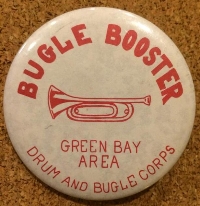 BUGLE BOOSTER
GREEN BAY
AREA
DRUM AND BUGLE CORPS